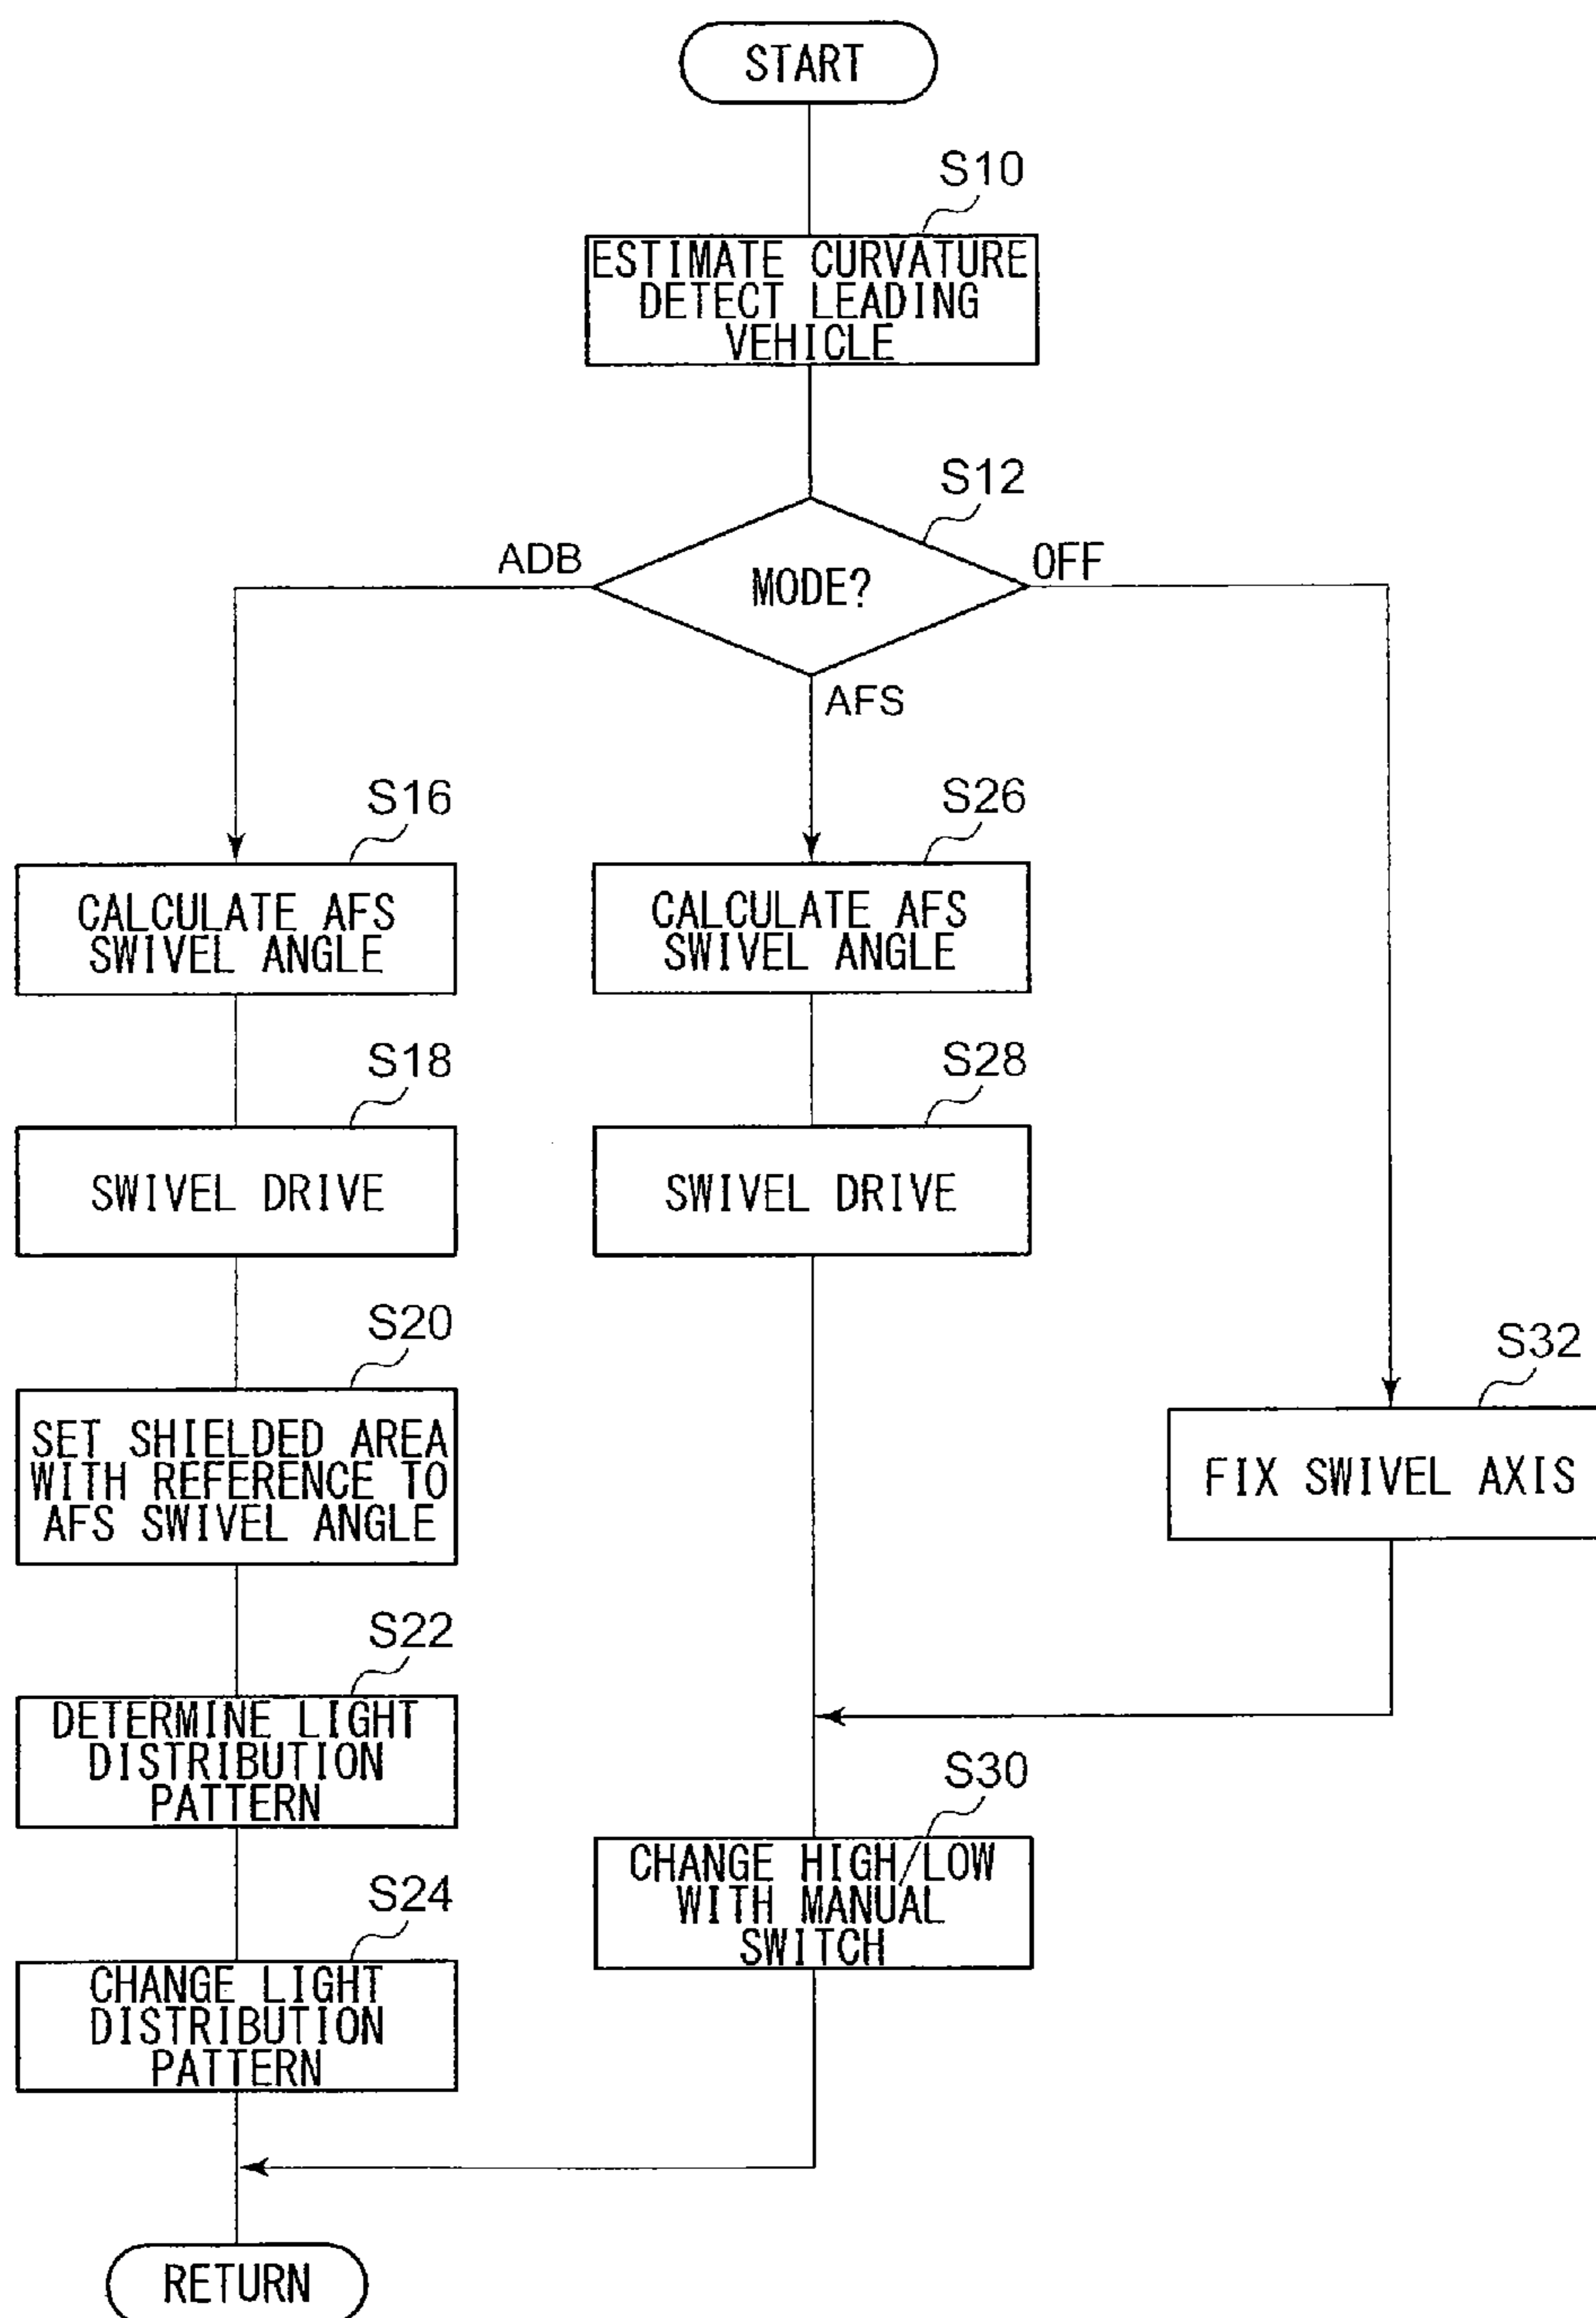 START
S10
ESTIMATE CURVATURE
DETECT LEADING
VEHICLE
S12
ADB
MODE?
OFF
AFS
S16
CALCULATE AFS
SWIVEL ANGLE
S26
CALCULATE AFS
SWIVEL ANGLE
S18
SWIVEL DRIVE
S28
SWIVEL DRIVE
S20
SET SHIELDED AREA
WITH REFERENCE TO
AFS SWIVEL ANGLE
S32
FIX SWIVEL AXIS
S22
DETERMINE LIGHT
DISTRIBUTION
PATTERN
S30
CHANGE HIGH/LOW
WITH MANUAL
SWITCH
S24
CHANGE LIGHT
DISTRIBUTION
PATTERN
RETURN